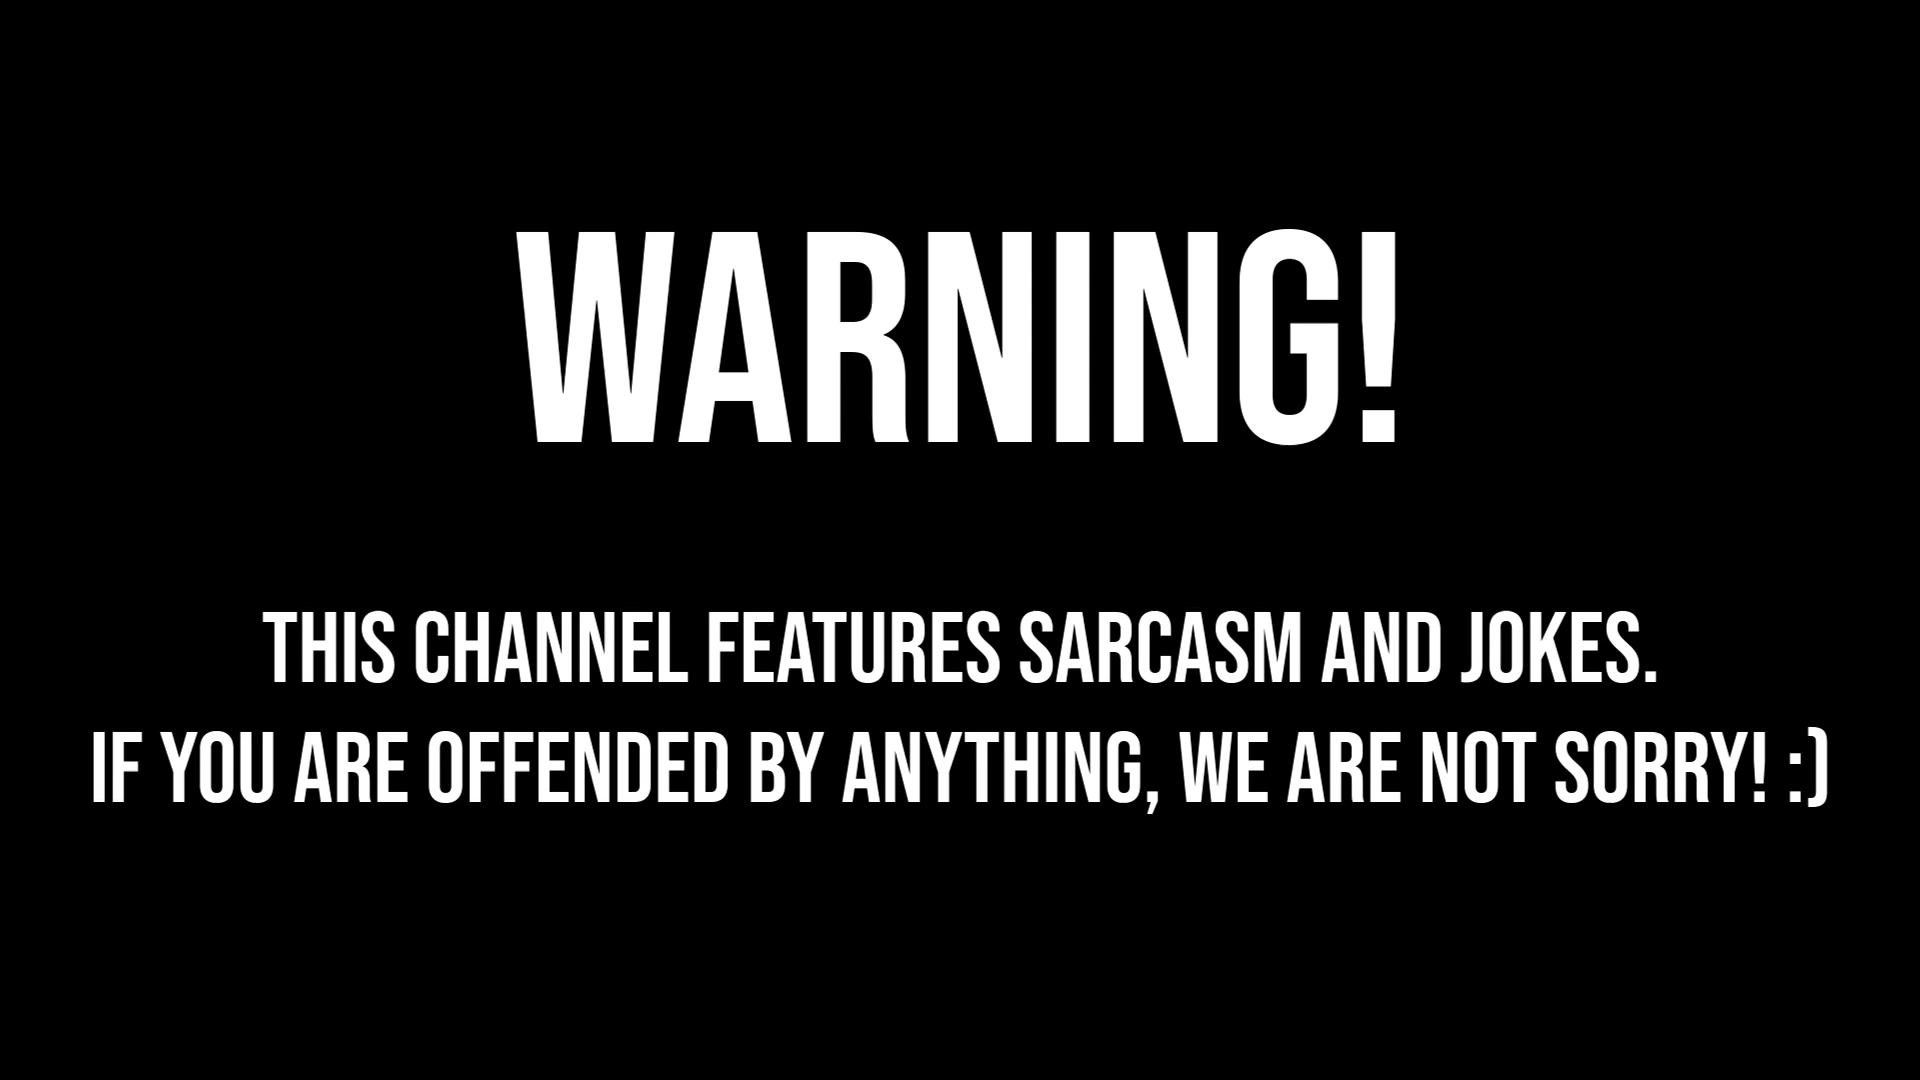 WARNING!
THIS CHANNEL FEATURES SARCASM AND JOKES.
IF YOU ARE OFFENDED BY ANYTHING, WE ARE NOT SORRY! :)